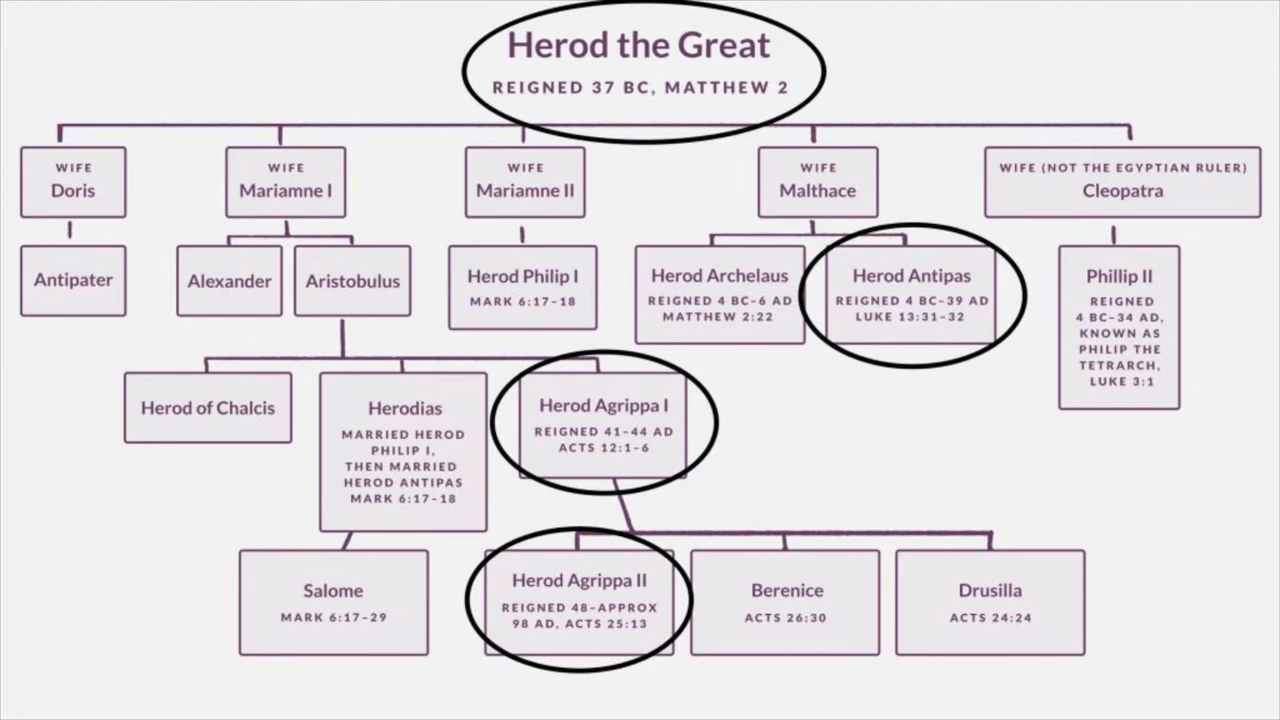 Herod the Great
REIGNED 37 BC, MATTHEW 2
WIFE
Doris
WIFE
Mariamne I
WIFE
Mariamne II
WIFE
Malthace
WIFE (NOT THE EGYPTIAN RULER)
Cleopatra
Antipater
Alexander
Aristobulus
Herod Philip I
MARK 6:17–18
Herod Archelaus
REIGNED 4 BC–6 AD
MATTHEW 2:22
Herod Antipas
REIGNED 4 BC–39 AD
LUKE 13:31–32
Phillip II
REIGNED
4 BC–34 AD,
KNOWN AS
PHILIP THE
TETRARCH,
LUKE 3:1
Herod of Chalcis
Herodias
MARRIED HEROD
PHILIP I,
THEN MARRIED
HEROD ANTIPAS
MARK 6:17–18
Herod Agrippa I
REIGNED 41–44 AD
ACTS 12:1–6
Salome
MARK 6:17–29
Herod Agrippa II
REIGNED 48–APPROX
98 AD, ACTS 25:13
Berenice
ACTS 26:30
Drusilla
ACTS 24:24